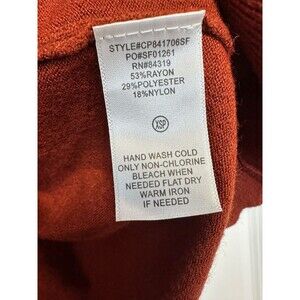 STYLE#CP841706SF
PO#SF01261
RN#84319
53%RAYON
29%POLYESTER
18%NYLON
XSP
HAND WASH COLD
ONLY NON-CHLORINE
BLEACH WHEN
NEEDED FLAT DRY
WARM IRON
IF NEEDED